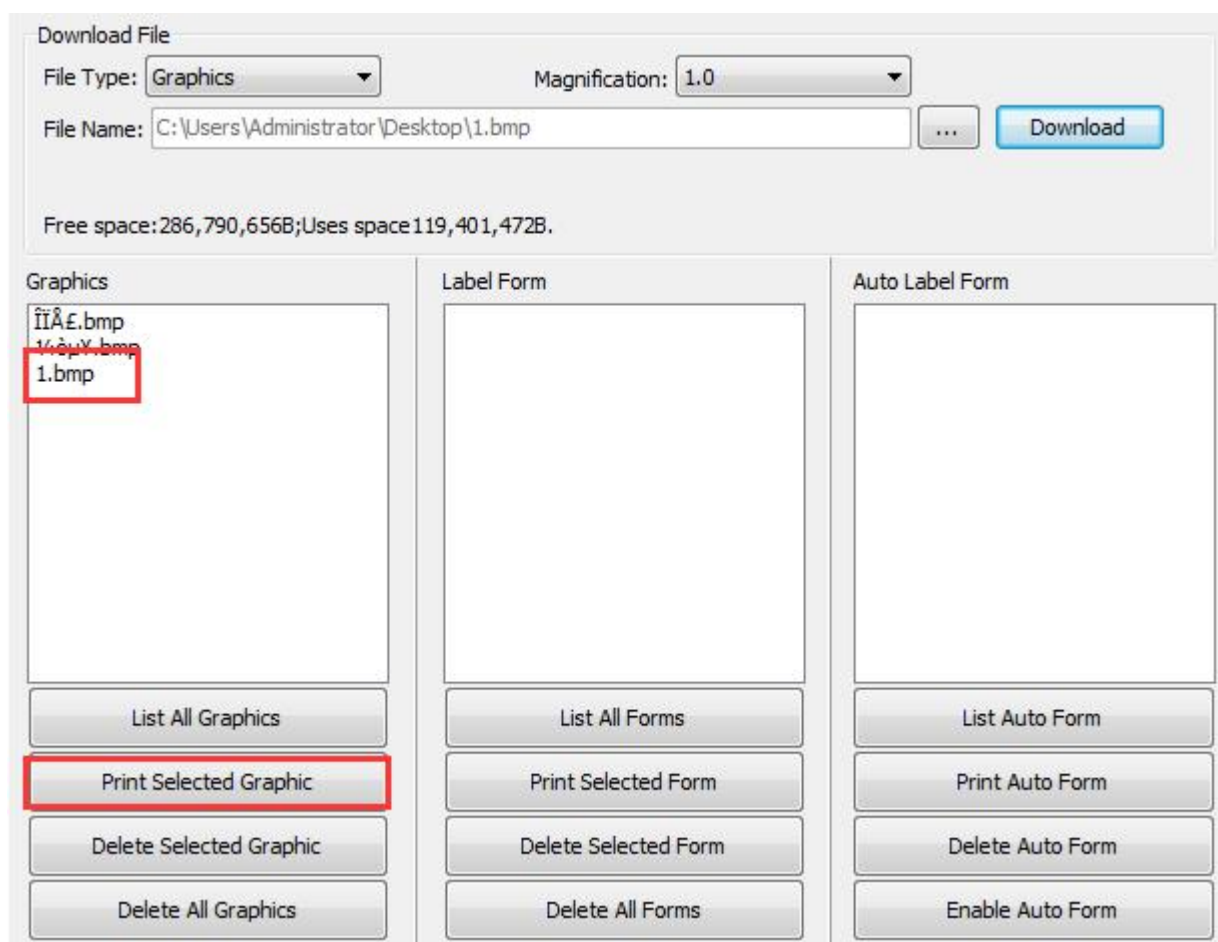 Download File
File Type: Graphics Magnification: 1.0
File Name: C:\Users\Administrator\Desktop\1.bmp ... Download
Free space:286,790,656B;Uses space119,401,472B.
Graphics Label Form Auto Label Form
ÎÏÅ£.bmp
¼òµ¥.bmp
1.bmp
List All Graphics List All Forms List Auto Form
Print Selected Graphic Print Selected Form Print Auto Form
Delete Selected Graphic Delete Selected Form Delete Auto Form
Delete All Graphics Delete All Forms Enable Auto Form